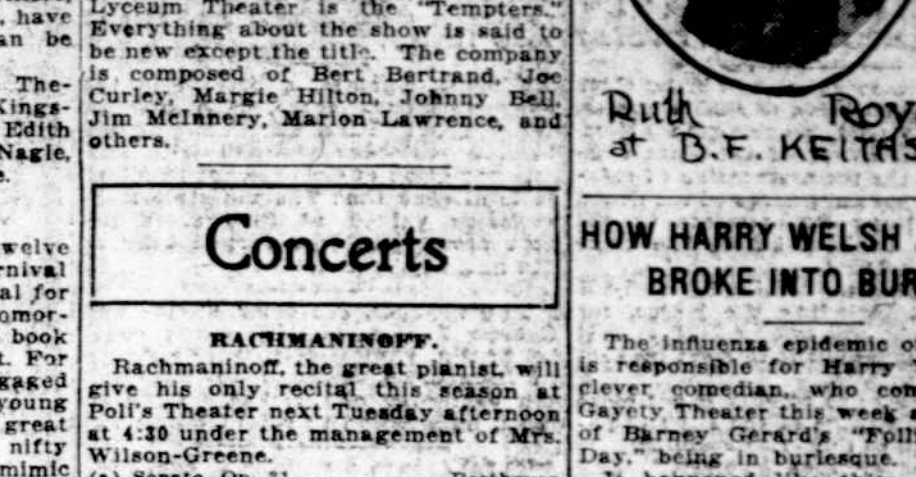 , have
an be
The-
Kings-
Edith
Nagle,
e.
welve
rnival
al for
omor-
book
t. For
gaged
young
great
nifty
mimic
Lyceum Theater is the "Tempters."
Everything about the show is said to
be new except the title. The company
is composed of Bert Bertrand, Joe
Curley, Margie Hilton, Johnny Bell,
Jim McInnery, Marion Lawrence, and
others.
Concerts
RACHMANINOFF.
Rachmaninoff, the great pianist, will
give his only recital this season at
Poli's Theater next Tuesday afternoon
at 4:30 under the management of Mrs.
Wilson-Greene.
Ruth Roy
at B.F. KEITHS
HOW HARRY WELSH
BROKE INTO BUR
The influenza epidemic o
is responsible for Harry
clever comedian, who con
Gayety Theater this week
of Barney Gerard's "Foll
Day," being in burlesque.